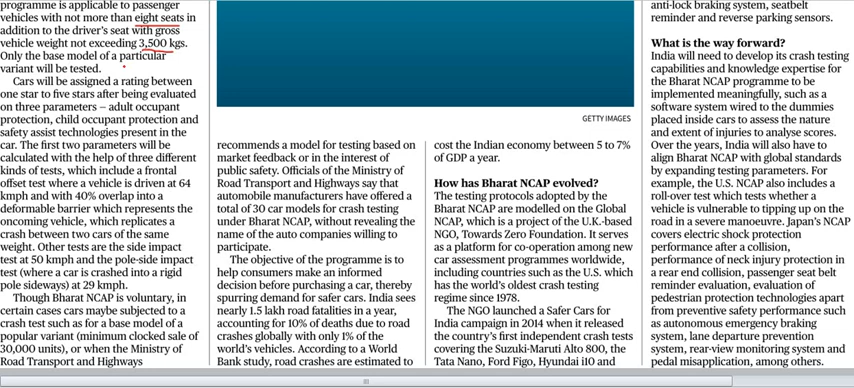 programme is applicable to passenger
vehicles with not more than eight seats in
addition to the driver's seat with gross
vehicle weight not exceeding 3,500 kgs.
Only the base model of a particular
variant will be tested.
Cars will be assigned a rating between
one star to five stars after being evaluated
on three parameters – adult occupant
protection, child occupant protection and
safety assist technologies present in the
car. The first two parameters will be
calculated with the help of three different
kinds of tests, which include a frontal
offset test where a vehicle is driven at 64
kmph and with 40% overlap into a
deformable barrier which represents the
oncoming vehicle, which replicates a
crash between two cars of the same
weight. Other tests are the side impact
test at 50 kmph and the pole-side impact
test (where a car is crashed into a rigid
pole sideways) at 29 kmph.
Though Bharat NCAP is voluntary, in
certain cases cars maybe subjected to a
crash test such as for a base model of a
popular variant (minimum clocked sale of
30,000 units), or when the Ministry of
Road Transport and Highways
GETTY IMAGES
recommends a model for testing based on
market feedback or in the interest of
public safety. Officials of the Ministry of
Road Transport and Highways say that
automobile manufacturers have offered a
total of 30 car models for crash testing
under Bharat NCAP, without revealing the
name of the auto companies willing to
participate.
The objective of the programme is to
help consumers make an informed
decision before purchasing a car, thereby
spurring demand for safer cars. India sees
nearly 1.5 lakh road fatalities in a year,
accounting for 10% of deaths due to road
crashes globally with only 1% of the
world's vehicles. According to a World
Bank study, road crashes are estimated to
cost the Indian economy between 5 to 7%
of GDP a year.
How has Bharat NCAP evolved?
The testing protocols adopted by the
Bharat NCAP are modelled on the Global
NCAP, which is a project of the U.K.-based
NGO, Towards Zero Foundation. It serves
as a platform for co-operation among new
car assessment programmes worldwide,
including countries such as the U.S. which
has the world's oldest crash testing
regime since 1978.
The NGO launched a Safer Cars for
India campaign in 2014 when it released
the country's first independent crash tests
covering the Suzuki-Maruti Alto 800, the
Tata Nano, Ford Figo, Hyundai i10 and
anti-lock braking system, seatbelt
reminder and reverse parking sensors.
What is the way forward?
India will need to develop its crash testing
capabilities and knowledge expertise for
the Bharat NCAP programme to be
implemented meaningfully, such as a
software system wired to the dummies
placed inside cars to assess the nature
and extent of injuries to analyse scores.
Over the years, India will also have to
align Bharat NCAP with global standards
by expanding testing parameters. For
example, the U.S. NCAP also includes a
roll-over test which tests whether a
vehicle is vulnerable to tipping up on the
road in a severe manoeuvre. Japan's NCAP
covers electric shock protection
performance after a collision,
performance of neck injury protection in
a rear end collision, passenger seat belt
reminder evaluation, evaluation of
pedestrian protection technologies apart
from preventive safety performance such
as autonomous emergency braking
system, lane departure prevention
system, rear-view monitoring system and
pedal misapplication, among others.